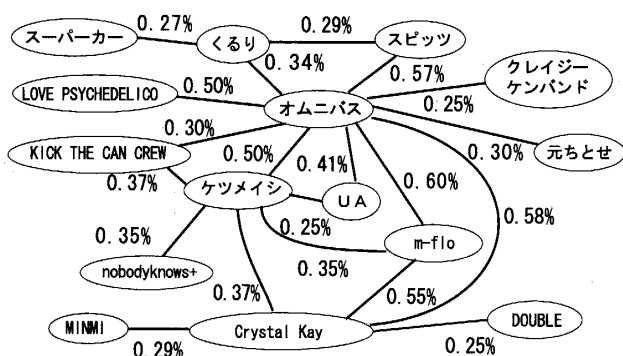 0.27%
0.29%
スーパーカー
くるり
スピッツ
0.34%
0.57%
クレイジー
ケンバンド
LOVE PSYCHEDELICO
0.50%
オムニバス
0.25%
0.30%
KICK THE CAN CREW
0.50%
0.41%
0.30%
元ちとせ
0.37%
ケツメイシ
UA
0.60%
0.58%
0.25%
m-flo
0.35%
nobodyknows+
0.35%
0.37%
0.55%
MINMI
Crystal Kay
DOUBLE
0.29%
0.25%